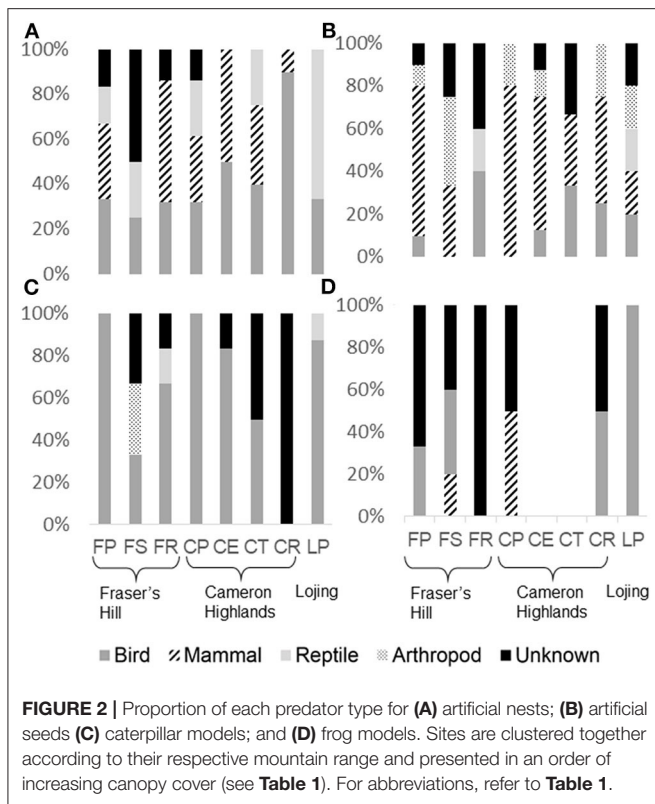 A
B
100%
80%
60%
40%
20%
0%
100%
80%
60%
40%
20%
0%
C
D
100%
80%
60%
40%
20%
0%
100%
80%
60%
40%
20%
0%
FP FS FR CP CE CT CR LP
FP FS FR CP CE CT CR LP
Fraser's Hill
Cameron Highlands
Lojing
Fraser's Hill
Cameron Highlands
Lojing
Bird Mammal Reptile Arthropod Unknown
FIGURE 2 | Proportion of each predator type for (A) artificial nests; (B) artificial
seeds (C) caterpillar models; and (D) frog models. Sites are clustered together
according to their respective mountain range and presented in an order of
increasing canopy cover (see Table 1). For abbreviations, refer to Table 1.